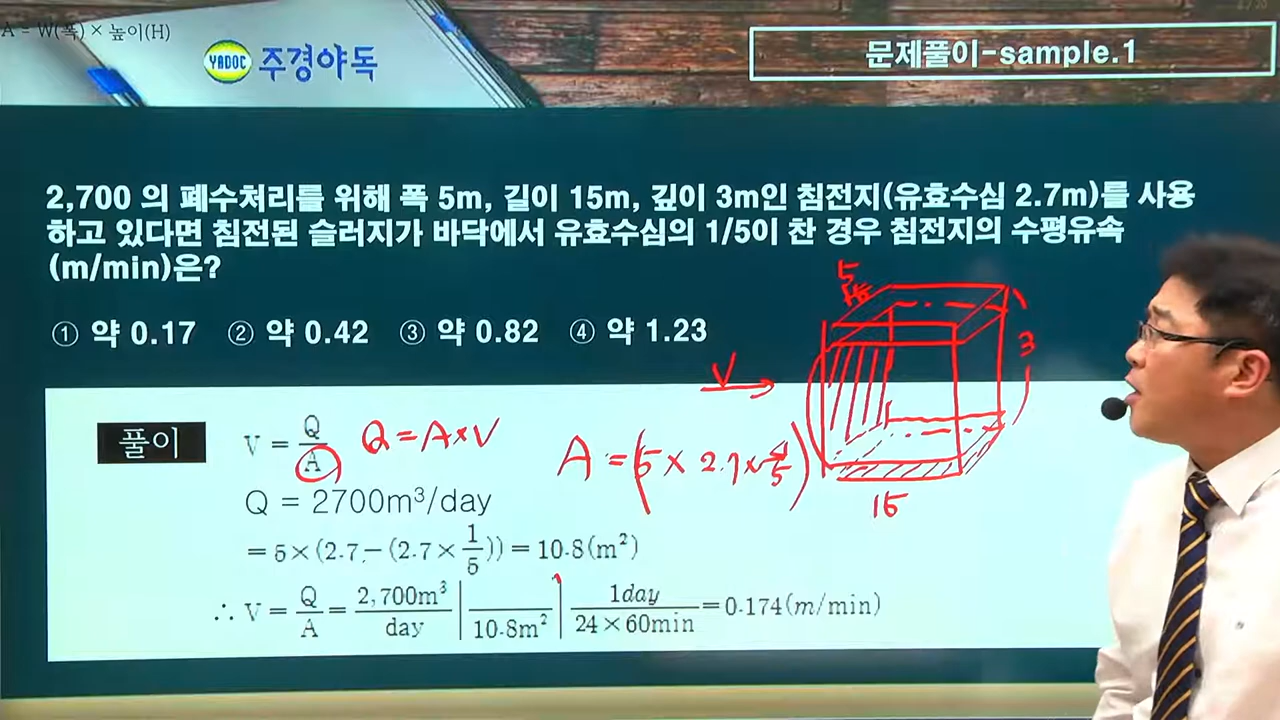 A = W(폭) × 높이(H)
YADOC 주경야독
문제풀이-sample.1
2,700 의 폐수처리를 위해 폭 5m, 길이 15m, 깊이 3m인 침전지(유효수심 2.7m)를 사용
하고 있다면 침전된 슬러지가 바닥에서 유효수심의 1/5이 찬 경우 침전지의 수평유속
(m/min)은?
① 약 0.17 ② 약 0.42 ③ 약 0.82 ④ 약 1.23
5
3
V
15
풀이
V = Q/A Q = A×V
A = (5 × 2.7 × 4/5)
Q = 2700m³/day
= 5×(2.7−(2.7×1/5)) = 10.8(m²)
∴ V = Q/A = 2,700m³/day | /10.8m² | 1day/24×60min = 0.174(m/min)